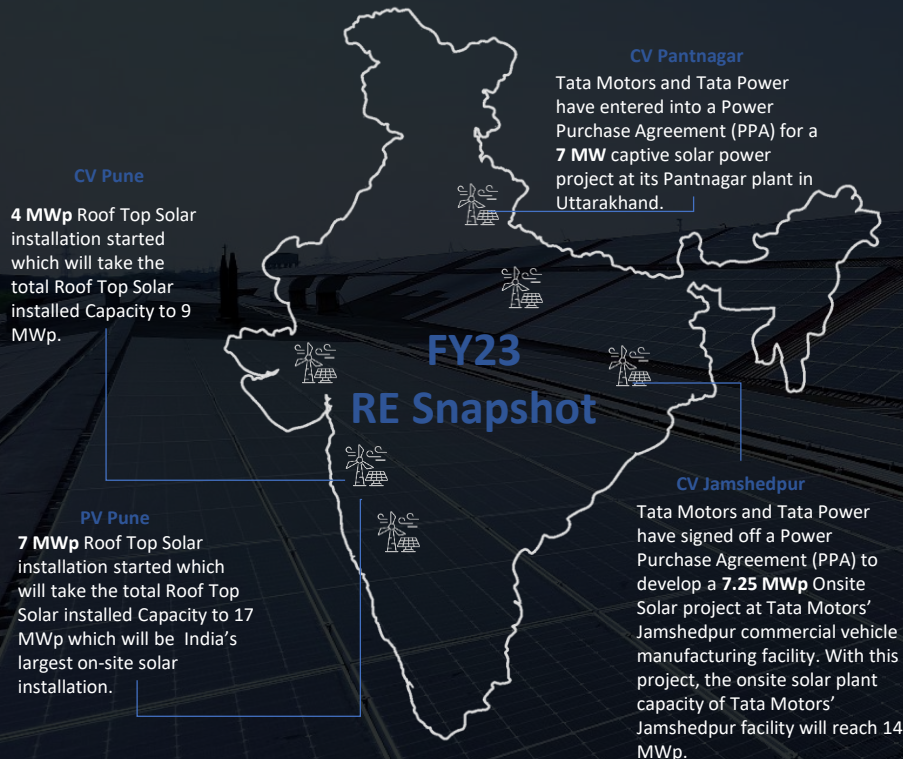 CV Pantnagar
Tata Motors and Tata Power
have entered into a Power
Purchase Agreement (PPA) for a
7 MW captive solar power
project at its Pantnagar plant in
Uttarakhand.
CV Pune
4 MWp Roof Top Solar
installation started
which will take the
total Roof Top Solar
installed Capacity to 9
MWp.
FY23
RE Snapshot
PV Pune
7 MWp Roof Top Solar
installation started which
will take the total Roof Top
Solar installed Capacity to 17
MWp which will be India's
largest on-site solar
installation.
CV Jamshedpur
Tata Motors and Tata Power
have signed off a Power
Purchase Agreement (PPA) to
develop a 7.25 MWp Onsite
Solar project at Tata Motors'
Jamshedpur commercial vehicle
manufacturing facility. With this
project, the onsite solar plant
capacity of Tata Motors'
Jamshedpur facility will reach 14
MWp.